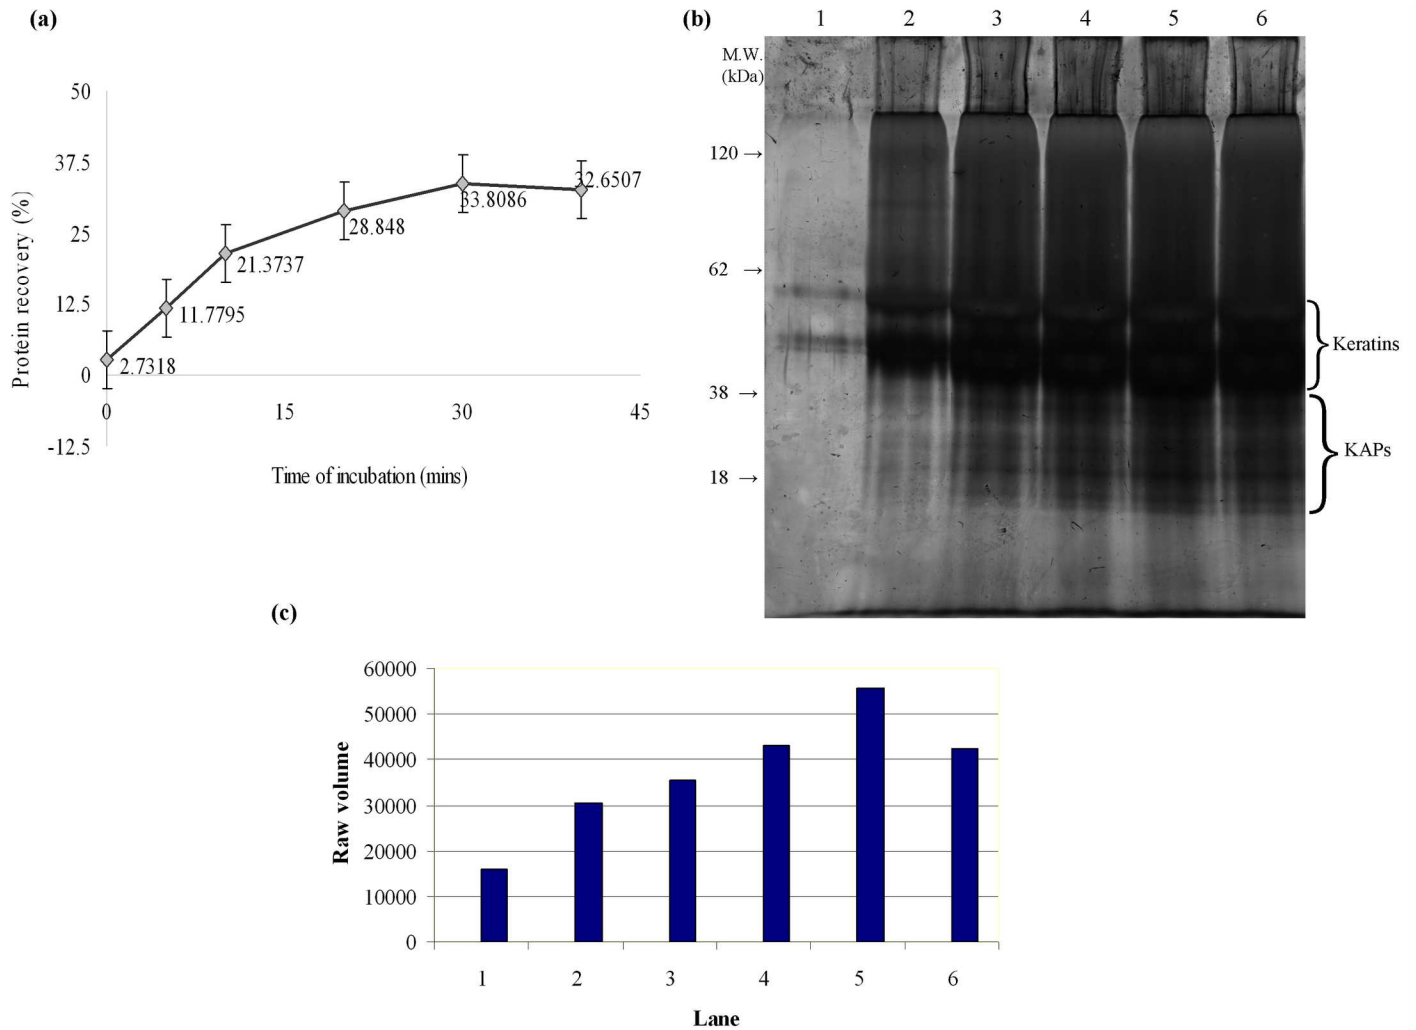 (a)
50
37.5
25
12.5
0
-12.5
Protein recovery (%)
2.7318
11.7795
21.3737
28.848
33.8086
32.6507
0 15 30 45
Time of incubation (mins)
(b)
1 2 3 4 5 6
M.W.
(kDa)
120 →
62 →
38 →
18 →
Keratins
KAPs
(c)
60000
50000
40000
30000
20000
10000
0
Raw volume
1 2 3 4 5 6
Lane